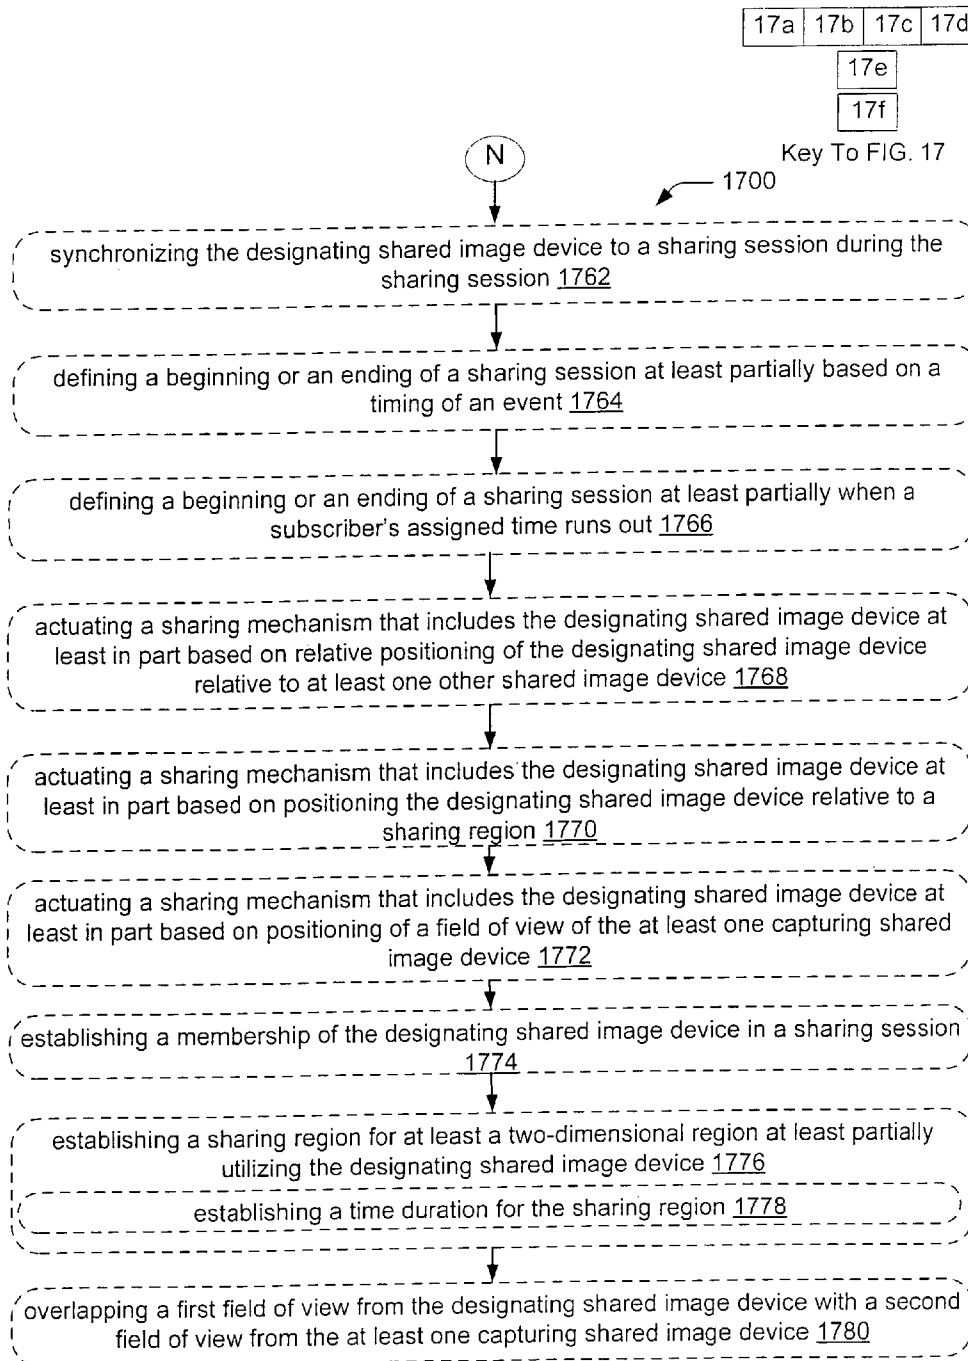 17a 17b 17c 17d
17e
17f
Key To FIG. 17
N
1700
synchronizing the designating shared image device to a sharing session during the
sharing session 1762
defining a beginning or an ending of a sharing session at least partially based on a
timing of an event 1764
defining a beginning or an ending of a sharing session at least partially when a
subscriber's assigned time runs out 1766
actuating a sharing mechanism that includes the designating shared image device at
least in part based on relative positioning of the designating shared image device
relative to at least one other shared image device 1768
actuating a sharing mechanism that includes the designating shared image device at
least in part based on positioning the designating shared image device relative to a
sharing region 1770
actuating a sharing mechanism that includes the designating shared image device at
least in part based on positioning of a field of view of the at least one capturing shared
image device 1772
establishing a membership of the designating shared image device in a sharing session
1774
establishing a sharing region for at least a two-dimensional region at least partially
utilizing the designating shared image device 1776
establishing a time duration for the sharing region 1778
overlapping a first field of view from the designating shared image device with a second
field of view from the at least one capturing shared image device 1780